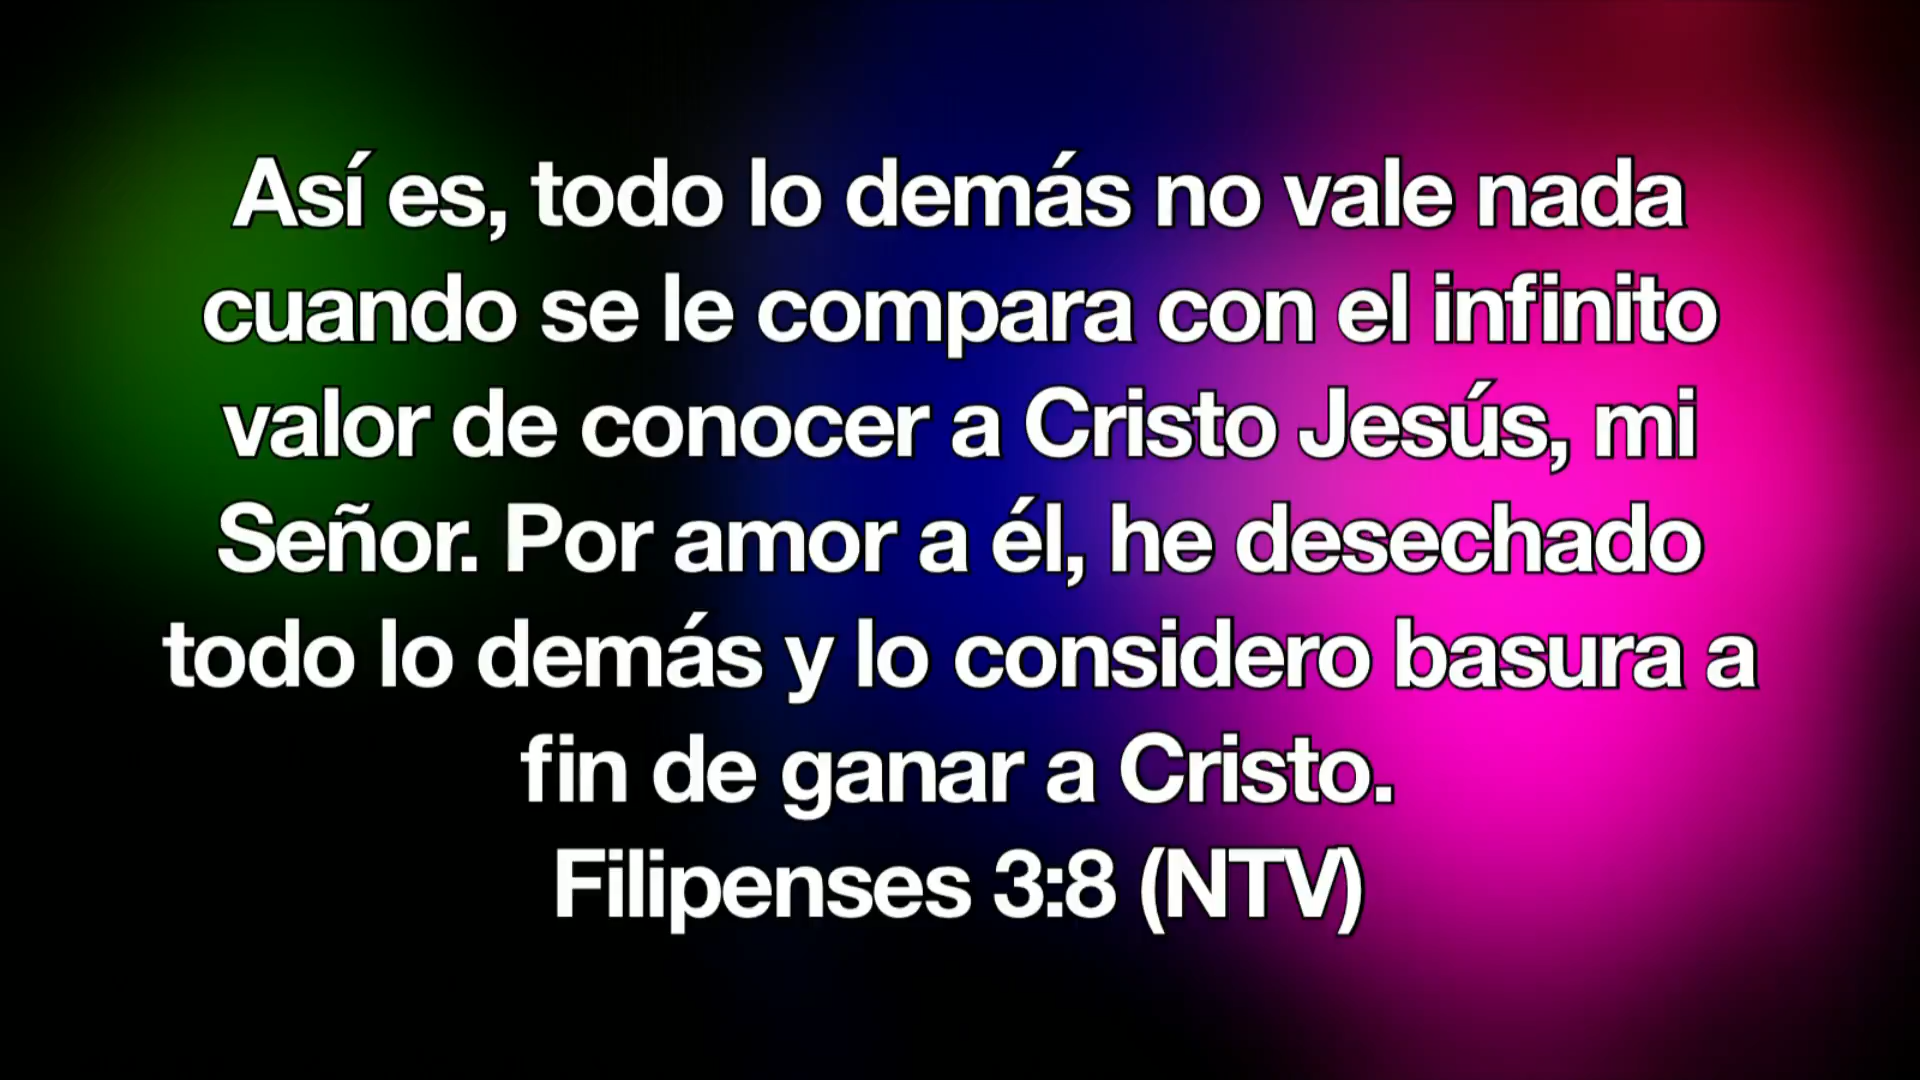 Así es, todo lo demás no vale nada
cuando se le compara con el infinito
valor de conocer a Cristo Jesús, mi
Señor. Por amor a él, he desechado
todo lo demás y lo considero basura a
fin de ganar a Cristo.
Filipenses 3:8 (NTV)